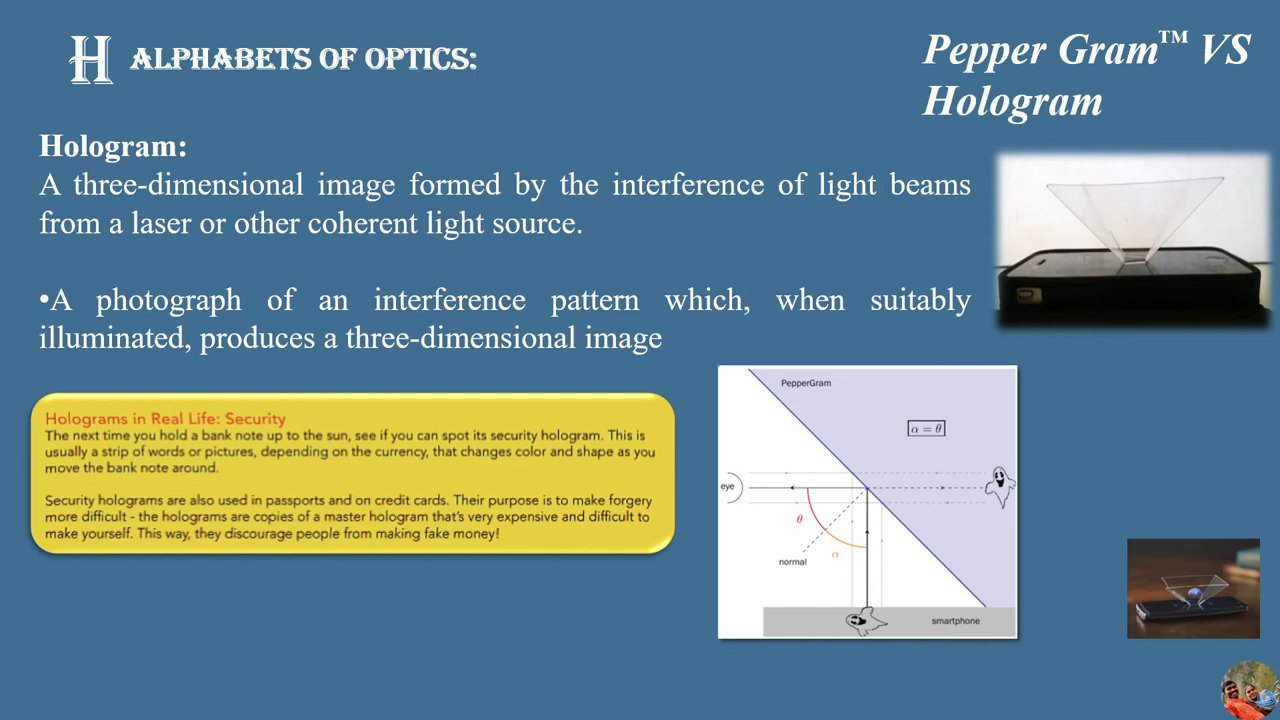 H ALPHABETS OF OPTICS:
Pepper Gram™ VS
Hologram
Hologram:
A three-dimensional image formed by the interference of light beams
from a laser or other coherent light source.
•A photograph of an interference pattern which, when suitably
illuminated, produces a three-dimensional image
Holograms in Real Life: Security
The next time you hold a bank note up to the sun, see if you can spot its security hologram. This is
usually a strip of words or pictures, depending on the currency, that changes color and shape as you
move the bank note around.
Security holograms are also used in passports and on credit cards. Their purpose is to make forgery
more difficult - the holograms are copies of a master hologram that's very expensive and difficult to
make yourself. This way, they discourage people from making fake money!
PepperGram
α = θ
eye
θ
α
normal
smartphone